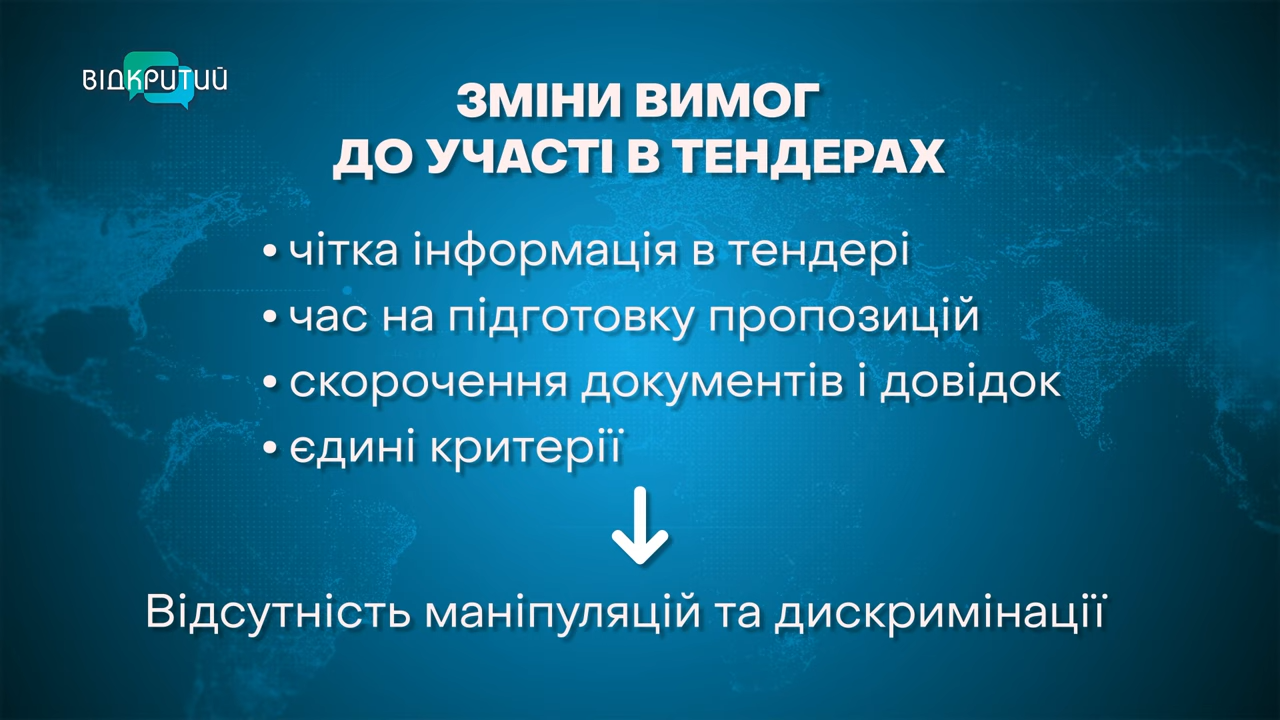 ВІДКРИТИЙ
ЗМІНИ ВИМОГ
ДО УЧАСТІ В ТЕНДЕРАХ
• чітка інформація в тендері
• час на підготовку пропозицій
• скорочення документів і довідок
• єдині критерії
Відсутність маніпуляцій та дискримінації